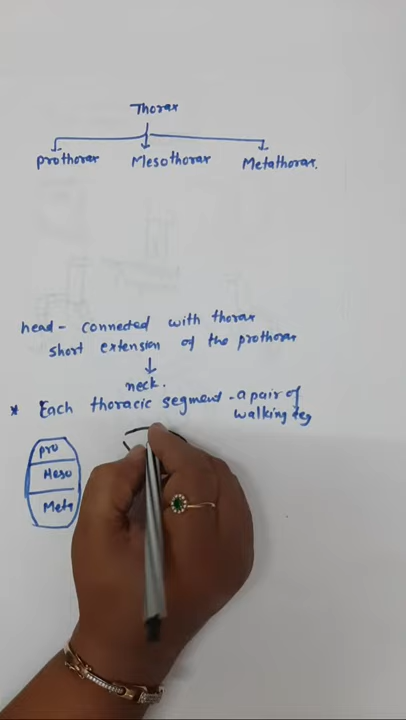 Thorax
Prothorax Mesothorax Metathorax.
head - connected with thorax
short extension of the prothorax
neck.
* Each thoracic segment - a pair of
walking leg
Pro
Meso
Meta